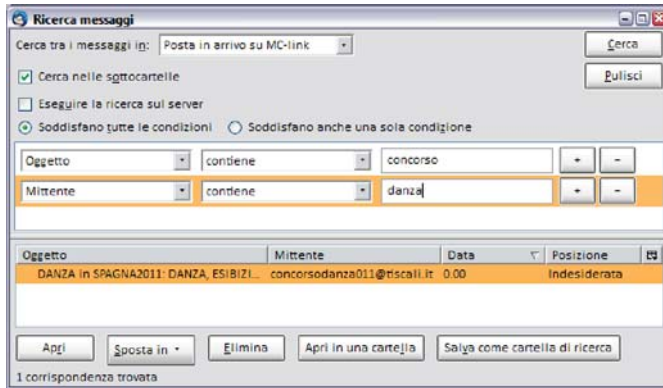 Ricerca messaggi
Cerca tra i messaggi in: Posta in arrivo su MC-link
Cerca
Cerca nelle sottocartelle
Pulisci
Eseguire la ricerca sul server
Soddisfano tutte le condizioni Soddisfano anche una sola condizione
Oggetto contiene concorso + -
Mittente contiene danza + -
Oggetto Mittente Data Posizione
DANZA in SPAGNA2011: DANZA, ESIBIZI... concorsodanza011@tiscali.it 0.00 Indesiderata
Apri Sposta in Elimina Apri in una cartella Salva come cartella di ricerca
1 corrispondenza trovata